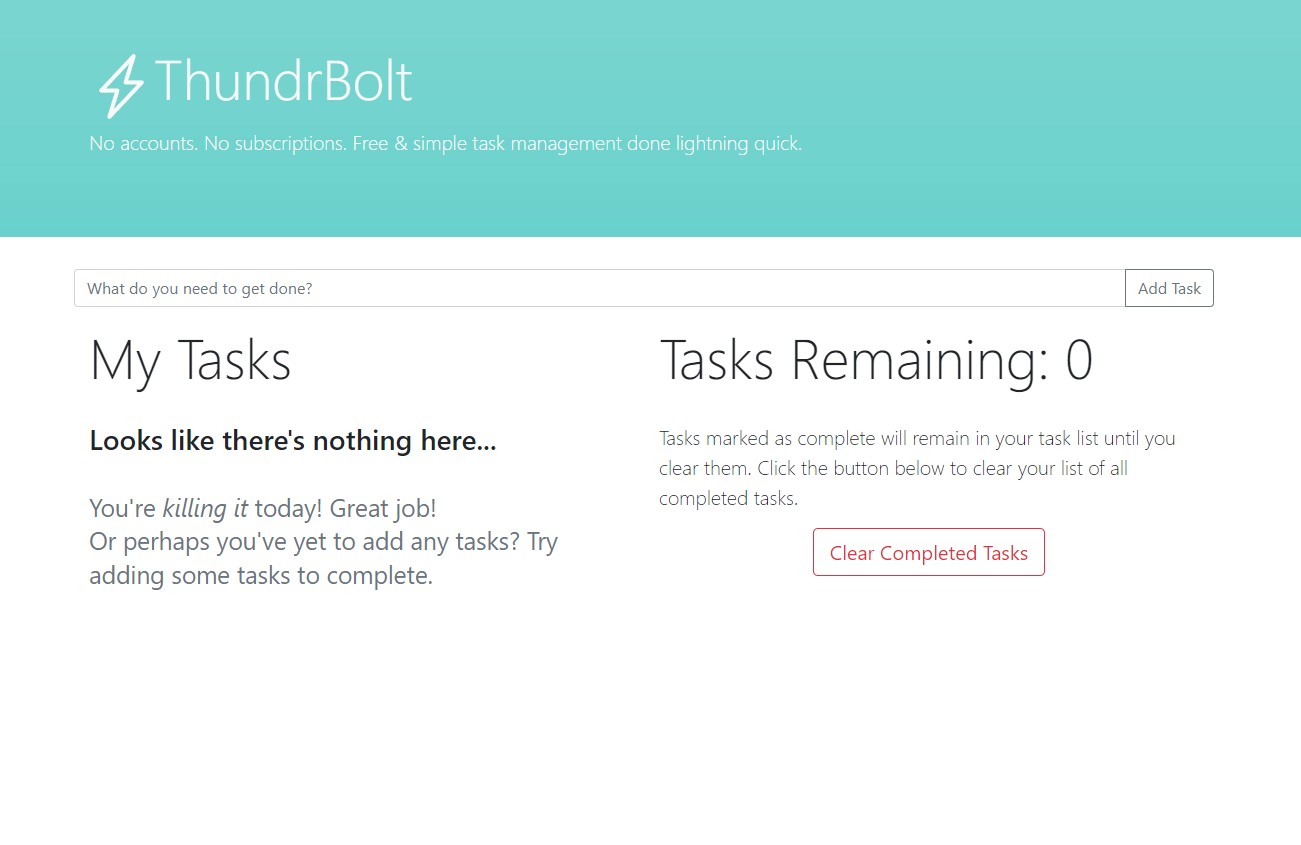 ThundrBolt
No accounts. No subscriptions. Free & simple task management done lightning quick.
What do you need to get done?
Add Task
My Tasks
Looks like there's nothing here...
You're killing it today! Great job!
Or perhaps you've yet to add any tasks? Try
adding some tasks to complete.
Tasks Remaining: 0
Tasks marked as complete will remain in your task list until you
clear them. Click the button below to clear your list of all
completed tasks.
Clear Completed Tasks